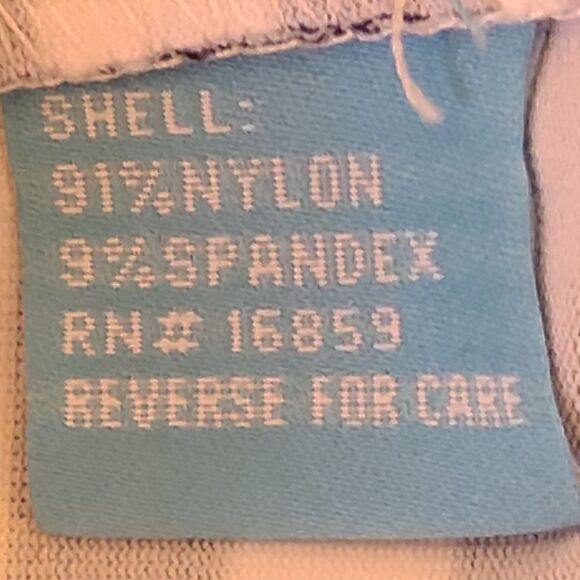 SHELL:
91%NYLON
9%SPANDEX
RN# 16859
REVERSE FOR CARE